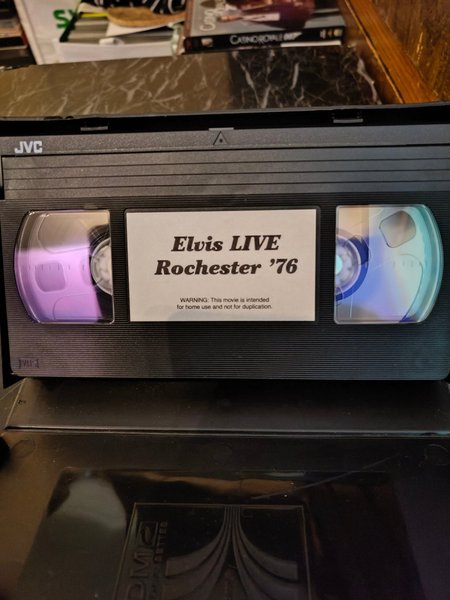 CASINO ROYALE 007
JVC
Elvis LIVE
Rochester '76
WARNING: This movie is intended
for home use and not for duplication.